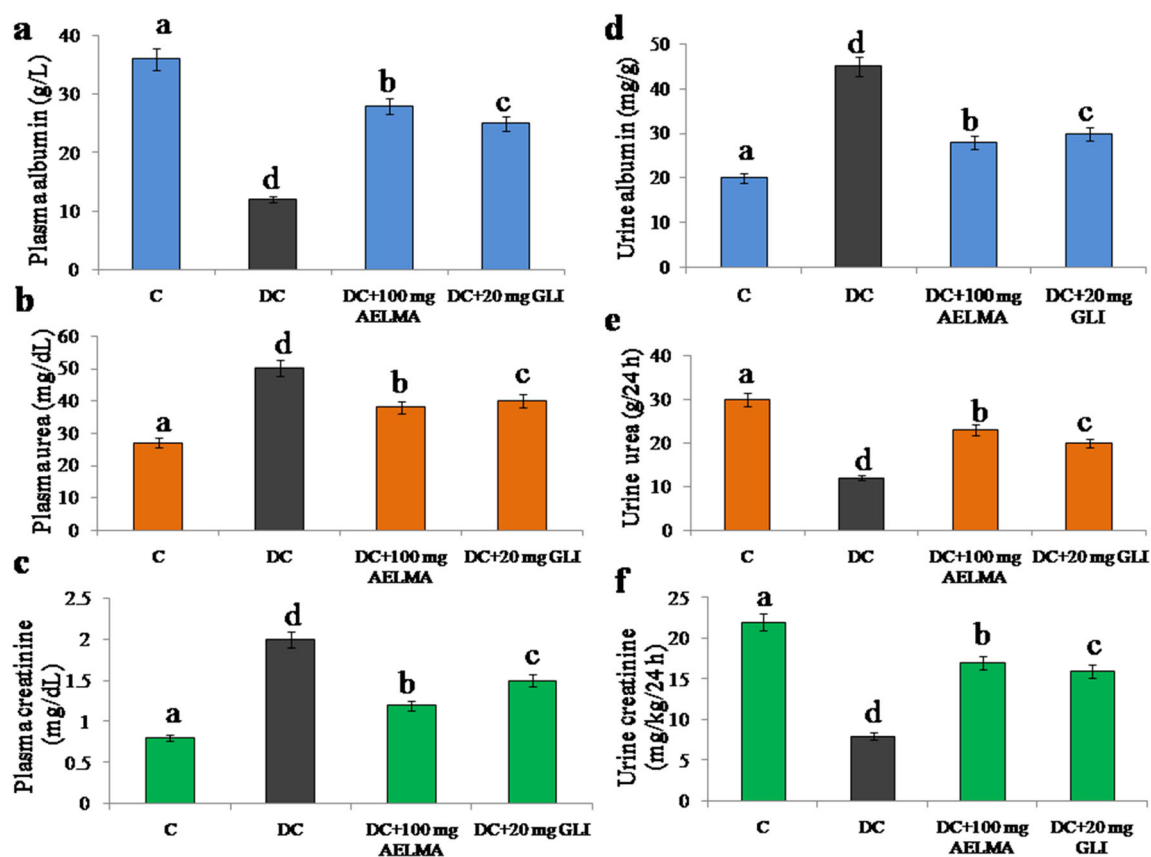 a
Plasma albumin (g/L)
40
30
20
10
0
a
d
b
c
C
DC
DC+100 mg
AELMA
DC+20 mg GLI
b
Plasma urea (mg/dL)
60
50
40
30
20
10
0
a
d
b
c
C
DC
DC+100 mg
AELMA
DC+20 mg GLI
c
Plasma creatinine
(mg/dL)
2.5
2
1.5
1
0.5
0
a
d
b
c
C
DC
DC+100 mg
AELMA
DC+20 mg GLI
d
Urine albumin (mg/g)
50
40
30
20
10
0
a
d
b
c
C
DC
DC+100 mg
AELMA
DC+20 mg
GLI
e
Urine urea (g/24 h)
40
30
20
10
0
a
d
b
c
C
DC
DC+100 mg
AELMA
DC+20 mg GLI
f
Urine creatinine
(mg/kg/24 h)
25
20
15
10
5
0
a
d
b
c
C
DC
DC+100 mg
AELMA
DC+20 mg
GLI